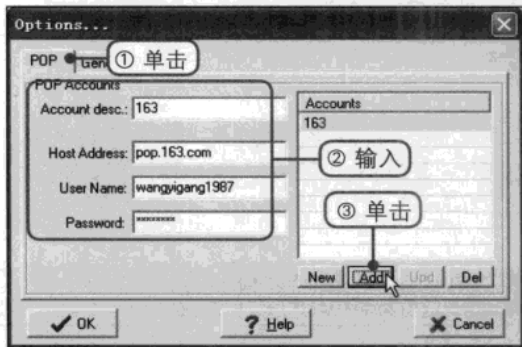 Options...
POP Gen
① 单击
POP Accounts
Account desc.: 163
Host Address: pop.163.com
User Name: wangyigang1987
Password: ********
② 输入
Accounts
163
③ 单击
New Add Upd Del
OK Help Cancel